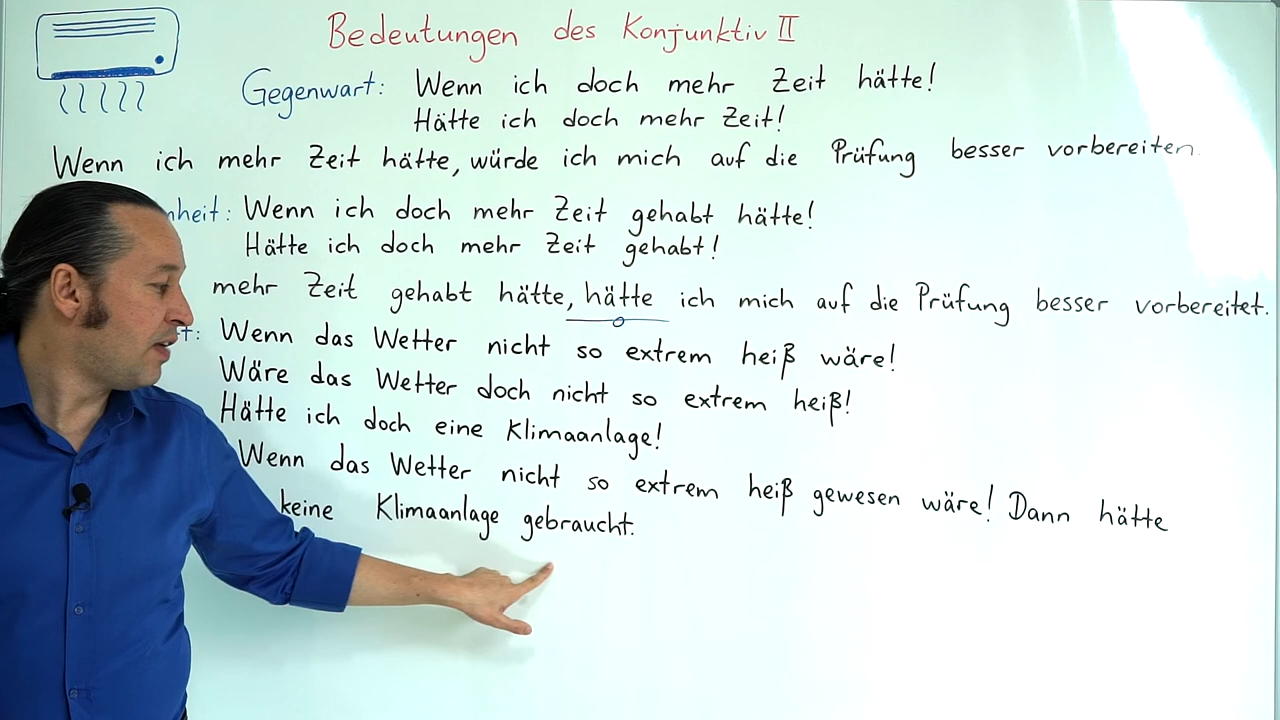 Bedeutungen des Konjunktiv II
Gegenwart: Wenn ich doch mehr Zeit hätte!
Hätte ich doch mehr Zeit!
Wenn ich mehr Zeit hätte, würde ich mich auf die Prüfung besser vorbereiten.
nheit: Wenn ich doch mehr Zeit gehabt hätte!
Hätte ich doch mehr Zeit gehabt!
mehr Zeit gehabt hätte, hätte ich mich auf die Prüfung besser vorbereitet.
t: Wenn das Wetter nicht so extrem heiß wäre!
Wäre das Wetter doch nicht so extrem heiß!
Hätte ich doch eine Klimaanlage!
Wenn das Wetter nicht so extrem heiß gewesen wäre! Dann hätte
keine Klimaanlage gebraucht.